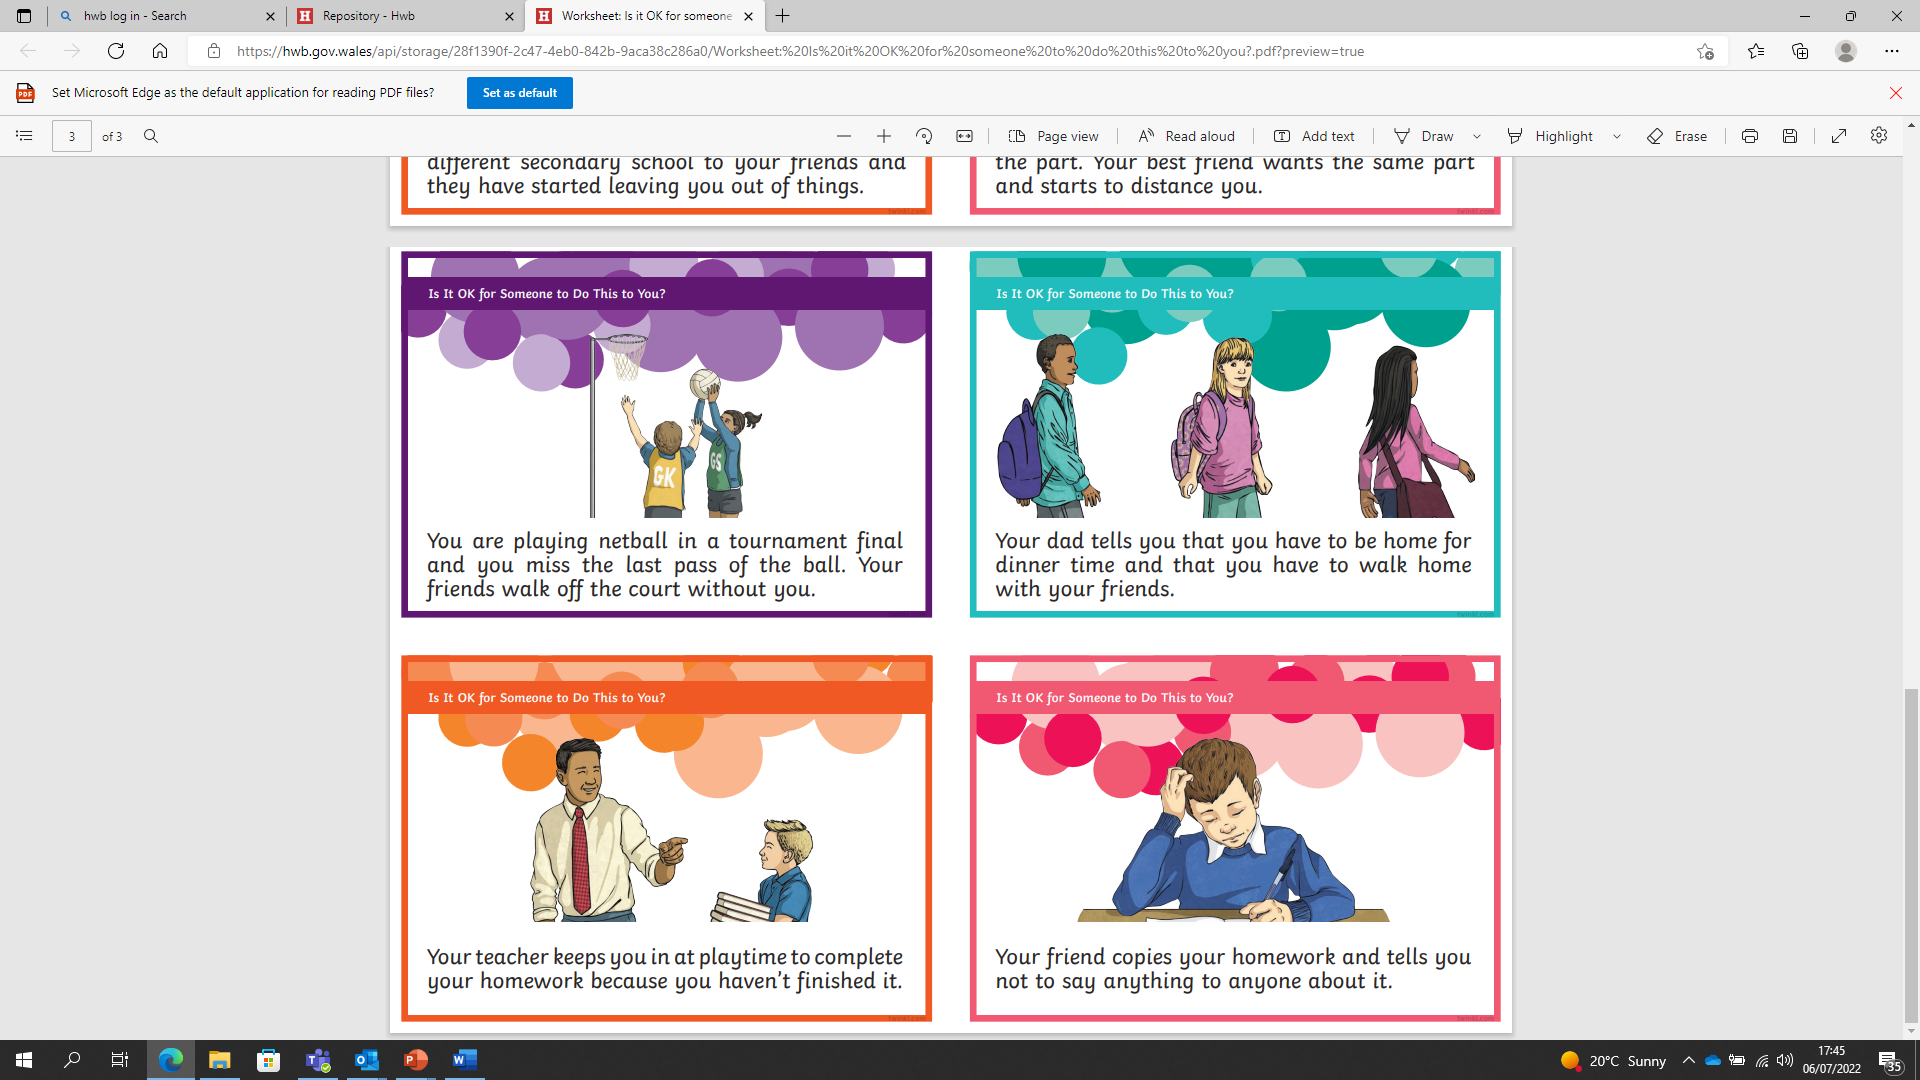 hwb log in - Search
Repository - Hwb
Worksheet: Is it OK for someone
https://hwb.gov.wales/api/storage/28f1390f-2c47-4eb0-842b-9aca38c286a0/Worksheet:%20Is%20it%20OK%20for%20someone%20to%20do%20this%20to%20you?.pdf?preview=true
PDF
Set Microsoft Edge as the default application for reading PDF files?
Set as default
3
of 3
Page view
Read aloud
Add text
Draw
Highlight
Erase
different secondary school to your friends and
they have started leaving you out of things.
twinkl.com
the part. Your best friend wants the same part
and starts to distance you.
twinkl.com
Is It OK for Someone to Do This to You?
GK
GS
You are playing netball in a tournament final
and you miss the last pass of the ball. Your
friends walk off the court without you.
Is It OK for Someone to Do This to You?
Your dad tells you that you have to be home for
dinner time and that you have to walk home
with your friends.
twinkl.com
Is It OK for Someone to Do This to You?
Your teacher keeps you in at playtime to complete
your homework because you haven't finished it.
twinkl.com
Is It OK for Someone to Do This to You?
Your friend copies your homework and tells you
not to say anything to anyone about it.
twinkl.com
20°C Sunny
17:45
06/07/2022
35